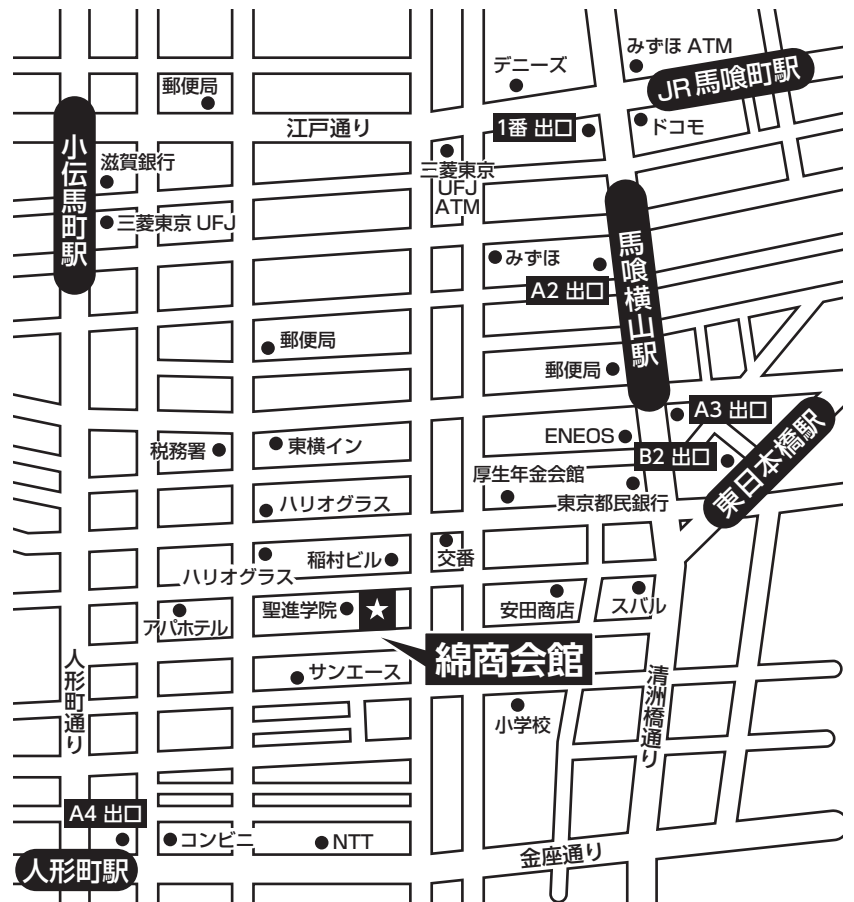 みずほ ATM
デニーズ
JR 馬喰町駅
郵便局
江戸通り
1番 出口
ドコモ
小伝馬町駅
滋賀銀行
三菱東京
UFJ
ATM
三菱東京 UFJ
馬喰横山駅
みずほ
A2 出口
郵便局
郵便局
A3 出口
東日本橋駅
ENEOS
税務署
東横イン
B2 出口
厚生年金会館
東京都民銀行
ハリオグラス
稲村ビル
交番
ハリオグラス
聖進学院
★
安田商店
スバル
アパホテル
綿商会館
人形町通り
サンエース
清洲橋通り
小学校
A4 出口
コンビニ
NTT
金座通り
人形町駅